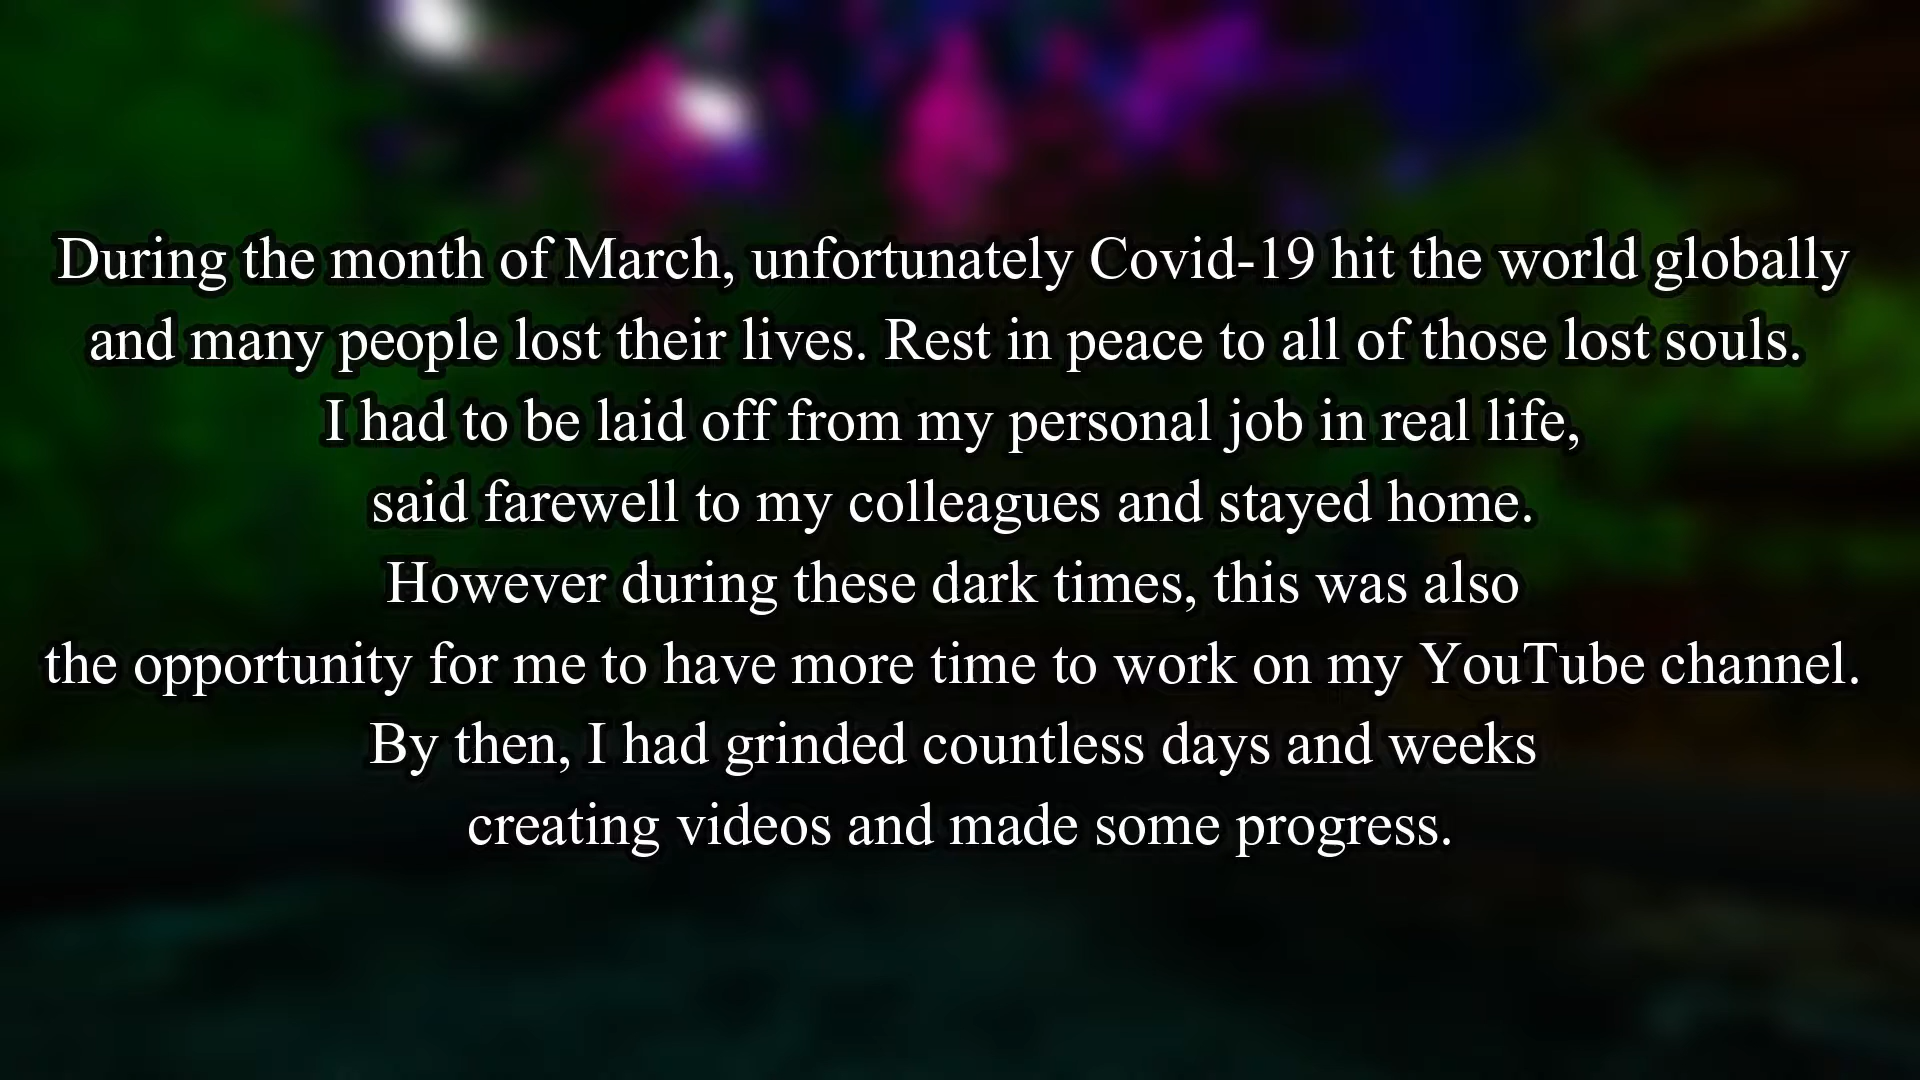 During the month of March, unfortunately Covid-19 hit the world globally
and many people lost their lives. Rest in peace to all of those lost souls.
I had to be laid off from my personal job in real life,
said farewell to my colleagues and stayed home.
However during these dark times, this was also
the opportunity for me to have more time to work on my YouTube channel.
By then, I had grinded countless days and weeks
creating videos and made some progress.